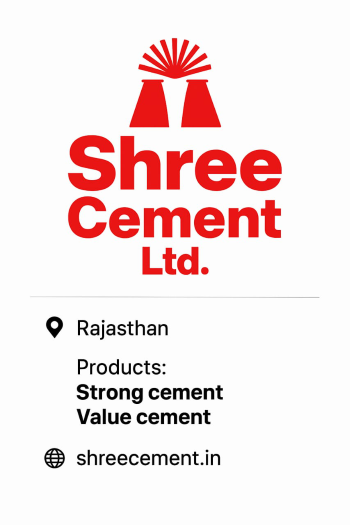 Shree
Cement
Ltd.
Rajasthan
Products:
Strong cement
Value cement
shreecement.in